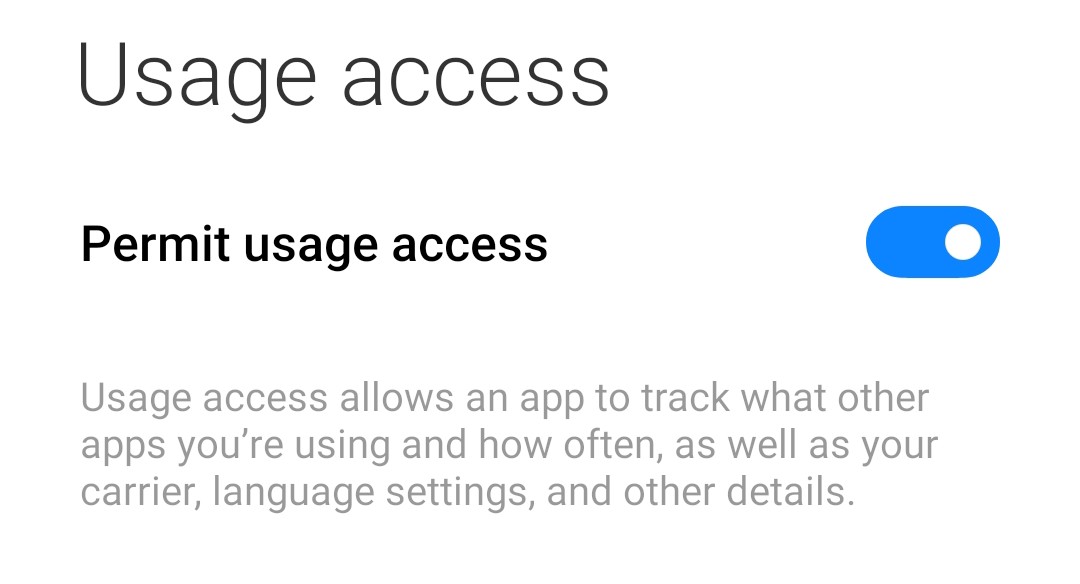 Usage access
Permit usage access
Usage access allows an app to track what other
apps you’re using and how often, as well as your
carrier, language settings, and other details.